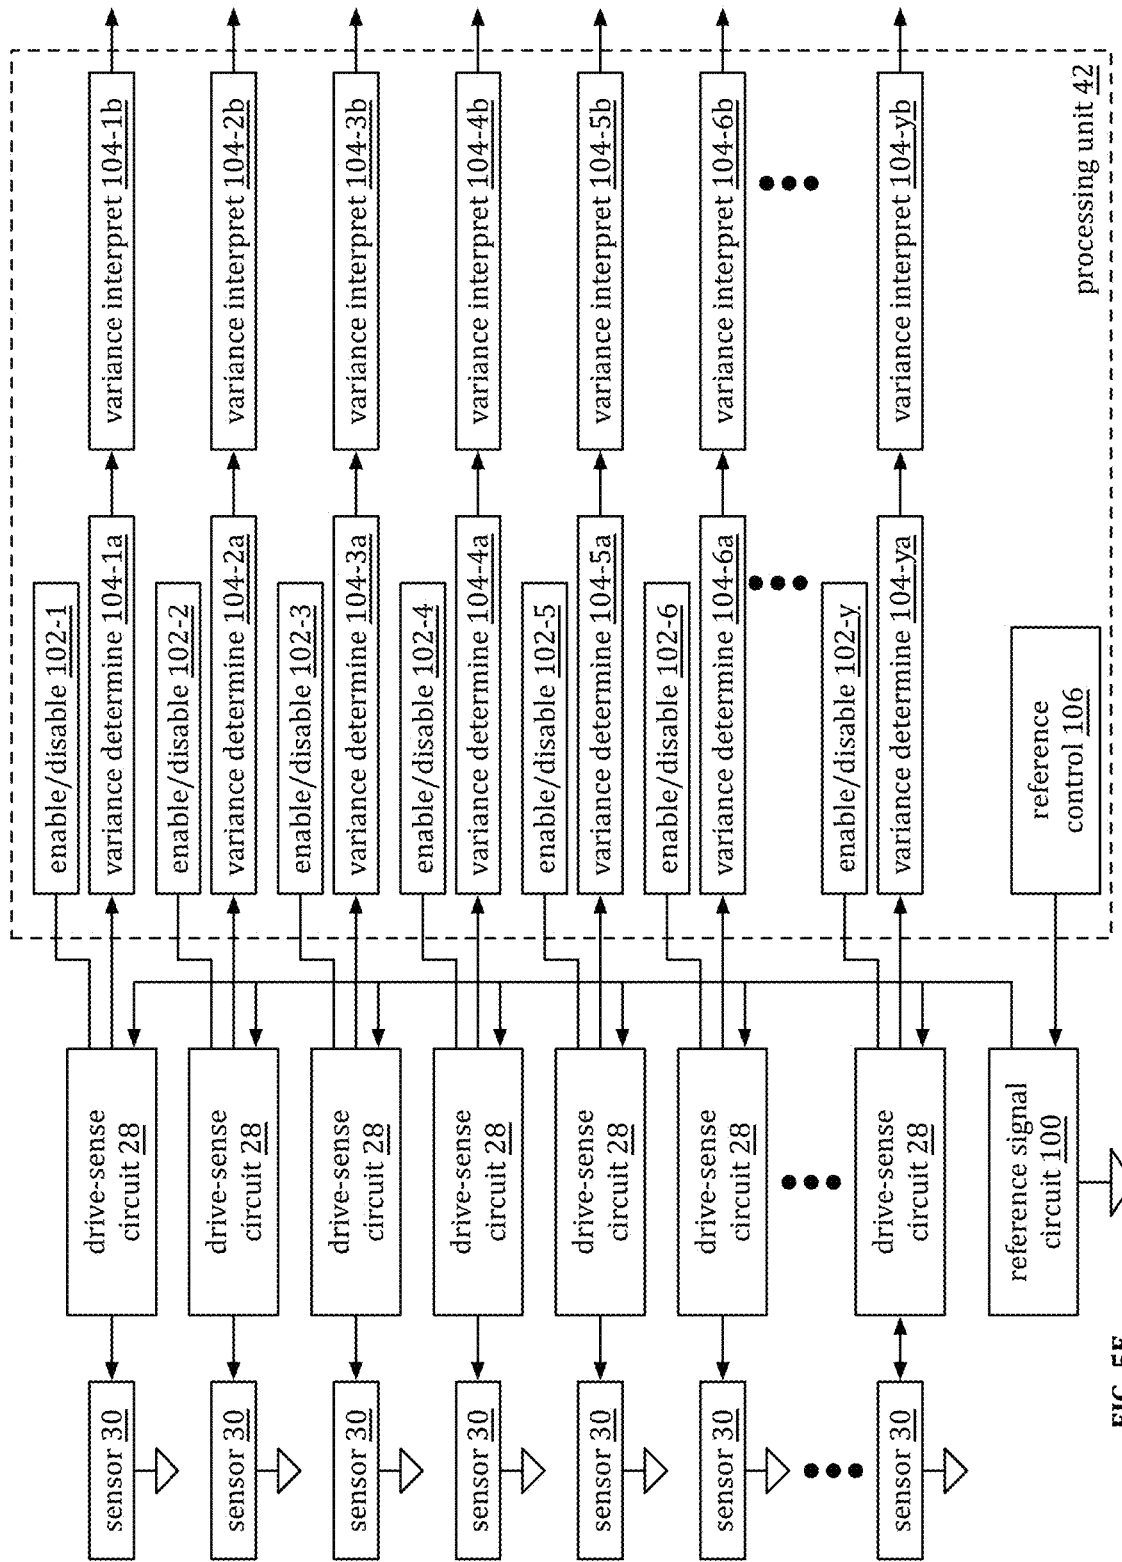 enable/disable 102-1
sensor 30
drive-sense
circuit 28
variance determine 104-1a
variance interpret 104-1b
enable/disable 102-2
sensor 30
drive-sense
circuit 28
variance determine 104-2a
variance interpret 104-2b
enable/disable 102-3
sensor 30
drive-sense
circuit 28
variance determine 104-3a
variance interpret 104-3b
enable/disable 102-4
sensor 30
drive-sense
circuit 28
variance determine 104-4a
variance interpret 104-4b
enable/disable 102-5
sensor 30
drive-sense
circuit 28
variance determine 104-5a
variance interpret 104-5b
enable/disable 102-6
sensor 30
drive-sense
circuit 28
variance determine 104-6a
variance interpret 104-6b
enable/disable 102-y
sensor 30
drive-sense
circuit 28
variance determine 104-ya
variance interpret 104-yb
reference signal
circuit 100
reference
control 106
processing unit 42
FIG.